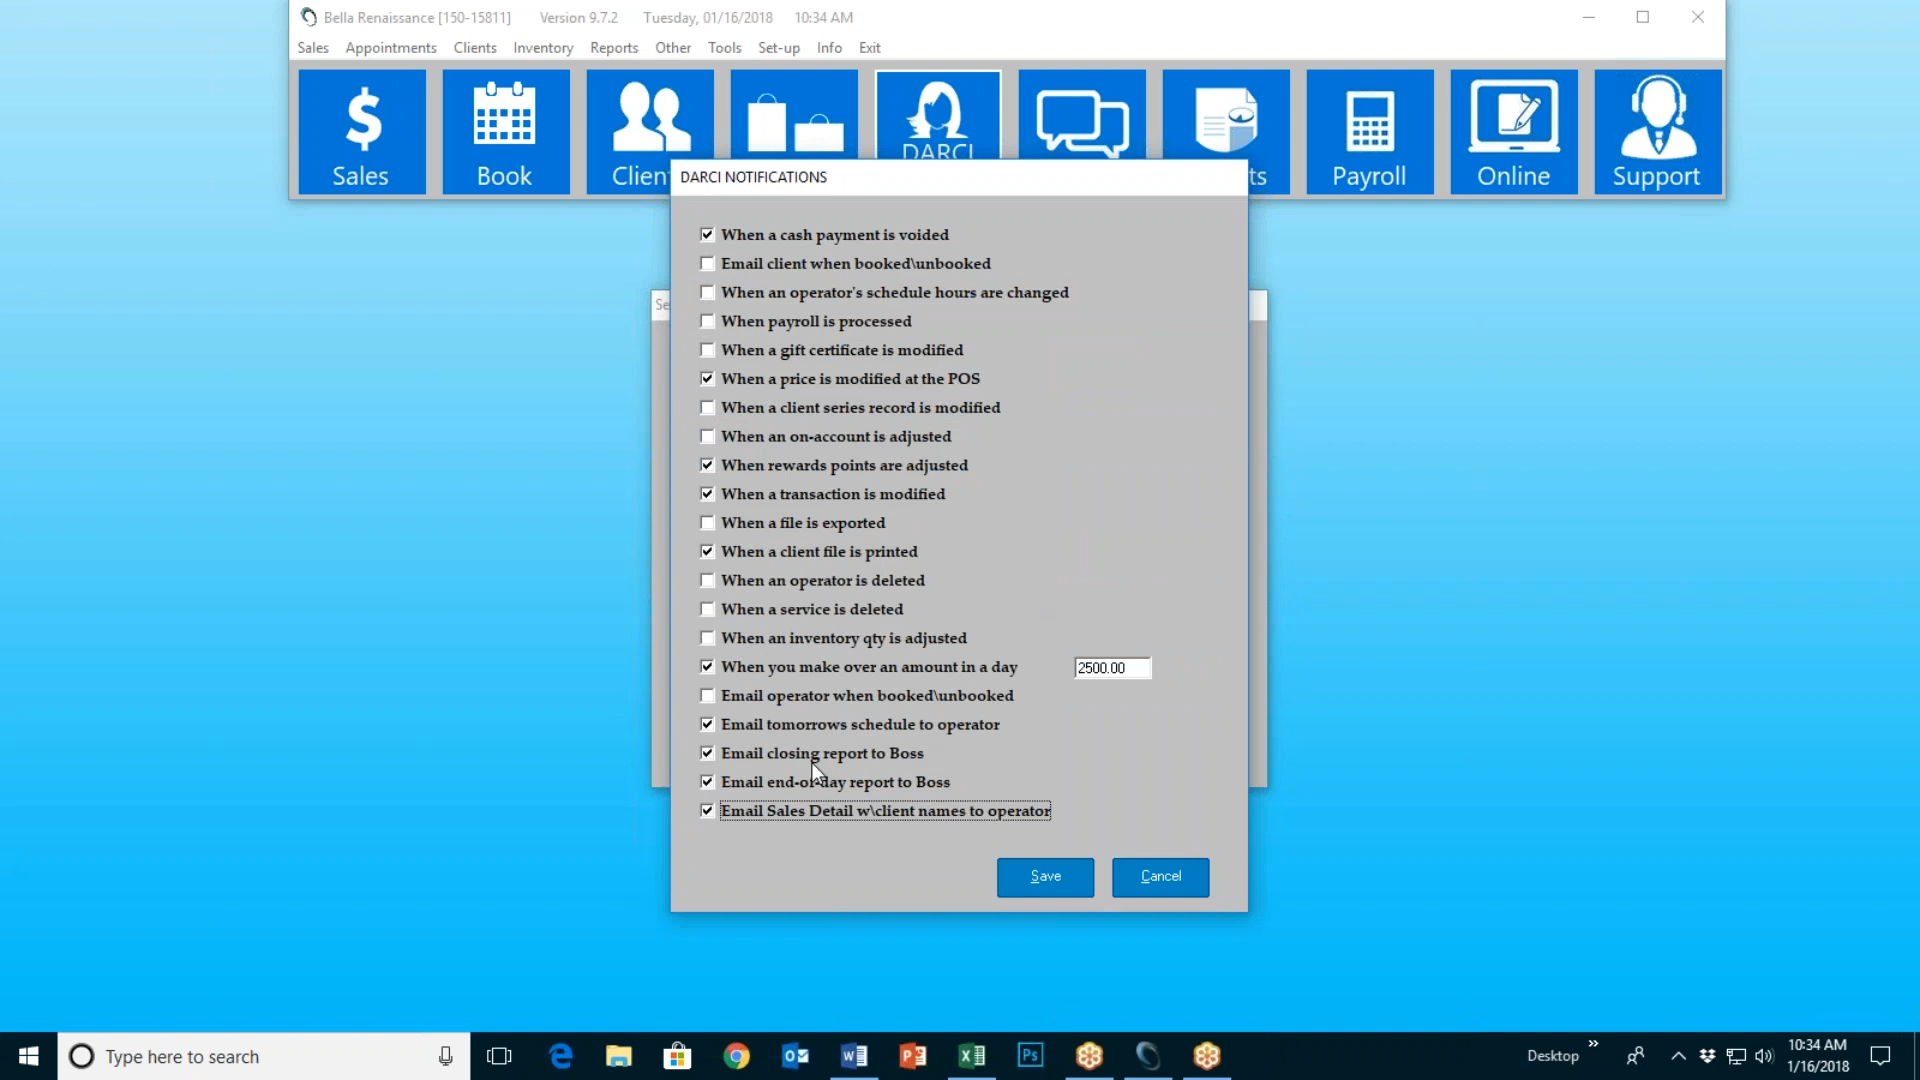 Bella Renaissance [150-15811] Version 9.7.2 Tuesday, 01/16/2018 10:34 AM
Sales Appointments Clients Inventory Reports Other Tools Set-up Info Exit
DARCI
Sales Book Clien ts Payroll Online Support
DARCI NOTIFICATIONS
When a cash payment is voided
Email client when booked\unbooked
When an operator's schedule hours are changed
Se
When payroll is processed
When a gift certificate is modified
When a price is modified at the POS
When a client series record is modified
When an on-account is adjusted
When rewards points are adjusted
When a transaction is modified
When a file is exported
When a client file is printed
When an operator is deleted
When a service is deleted
When an inventory qty is adjusted
When you make over an amount in a day 2500.00
Email operator when booked\unbooked
Email tomorrows schedule to operator
Email closing report to Boss
Email end-of-day report to Boss
Email Sales Detail w\client names to operator
Save Cancel
Type here to search
Ps
Desktop
10:34 AM
1/16/2018